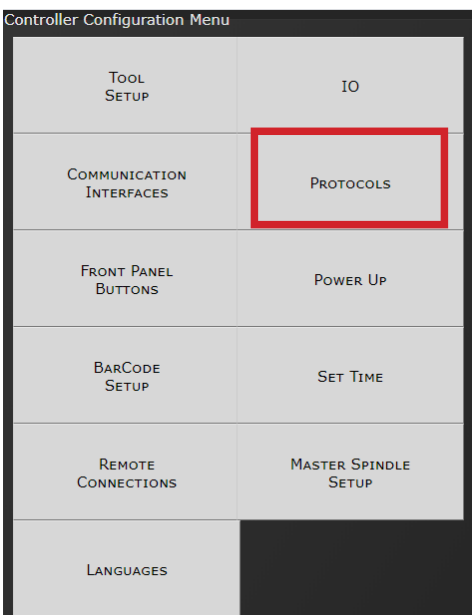 Controller Configuration Menu
Tool
Setup
IO
Communication
Interfaces
Protocols
Front Panel
Buttons
Power Up
BarCode
Setup
Set Time
Remote
Connections
Master Spindle
Setup
Languages